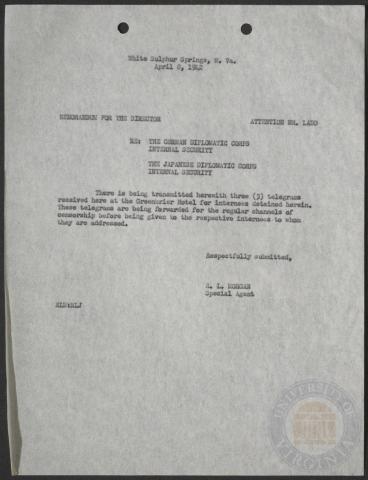 White Sulphur Springs, W. Va.
April 8, 1942
MEMORANDUM FOR THE DIRECTOR ATTENTION MR. LADD
RE: THE GERMAN DIPLOMATIC CORPS
INTERNAL SECURITY
THE JAPANESE DIPLOMATIC CORPS
INTERNAL SECURITY
There is being transmitted herewith three (3) telegrams
received here at the Greenbrier Hotel for internees detained herein.
These telegrams are being forwarded for the regular channels of
censorship before being given to the respective internees to whom
they are addressed.
Respectfully submitted,
L. MORGAN
Special Agent
UNIVERSITY OF VIRGINIA